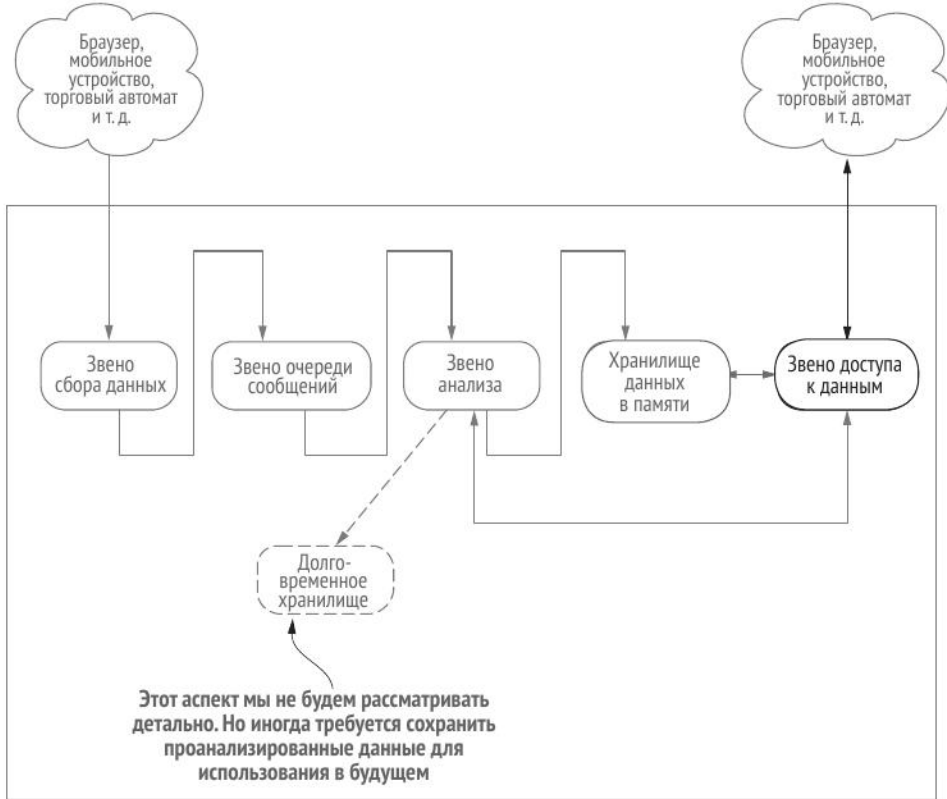 Браузер,
мобильное
устройство,
торговый автомат
и т. д.
Браузер,
мобильное
устройство,
торговый автомат
и т. д.
Звено
сбора данных
Звено очереди
сообщений
Звено
анализа
Хранилище
данных
в памяти
Звено доступа
к данным
Долго-
временное
хранилище
Этот аспект мы не будем рассматривать
детально. Но иногда требуется сохранить
проанализированные данные для
использования в будущем